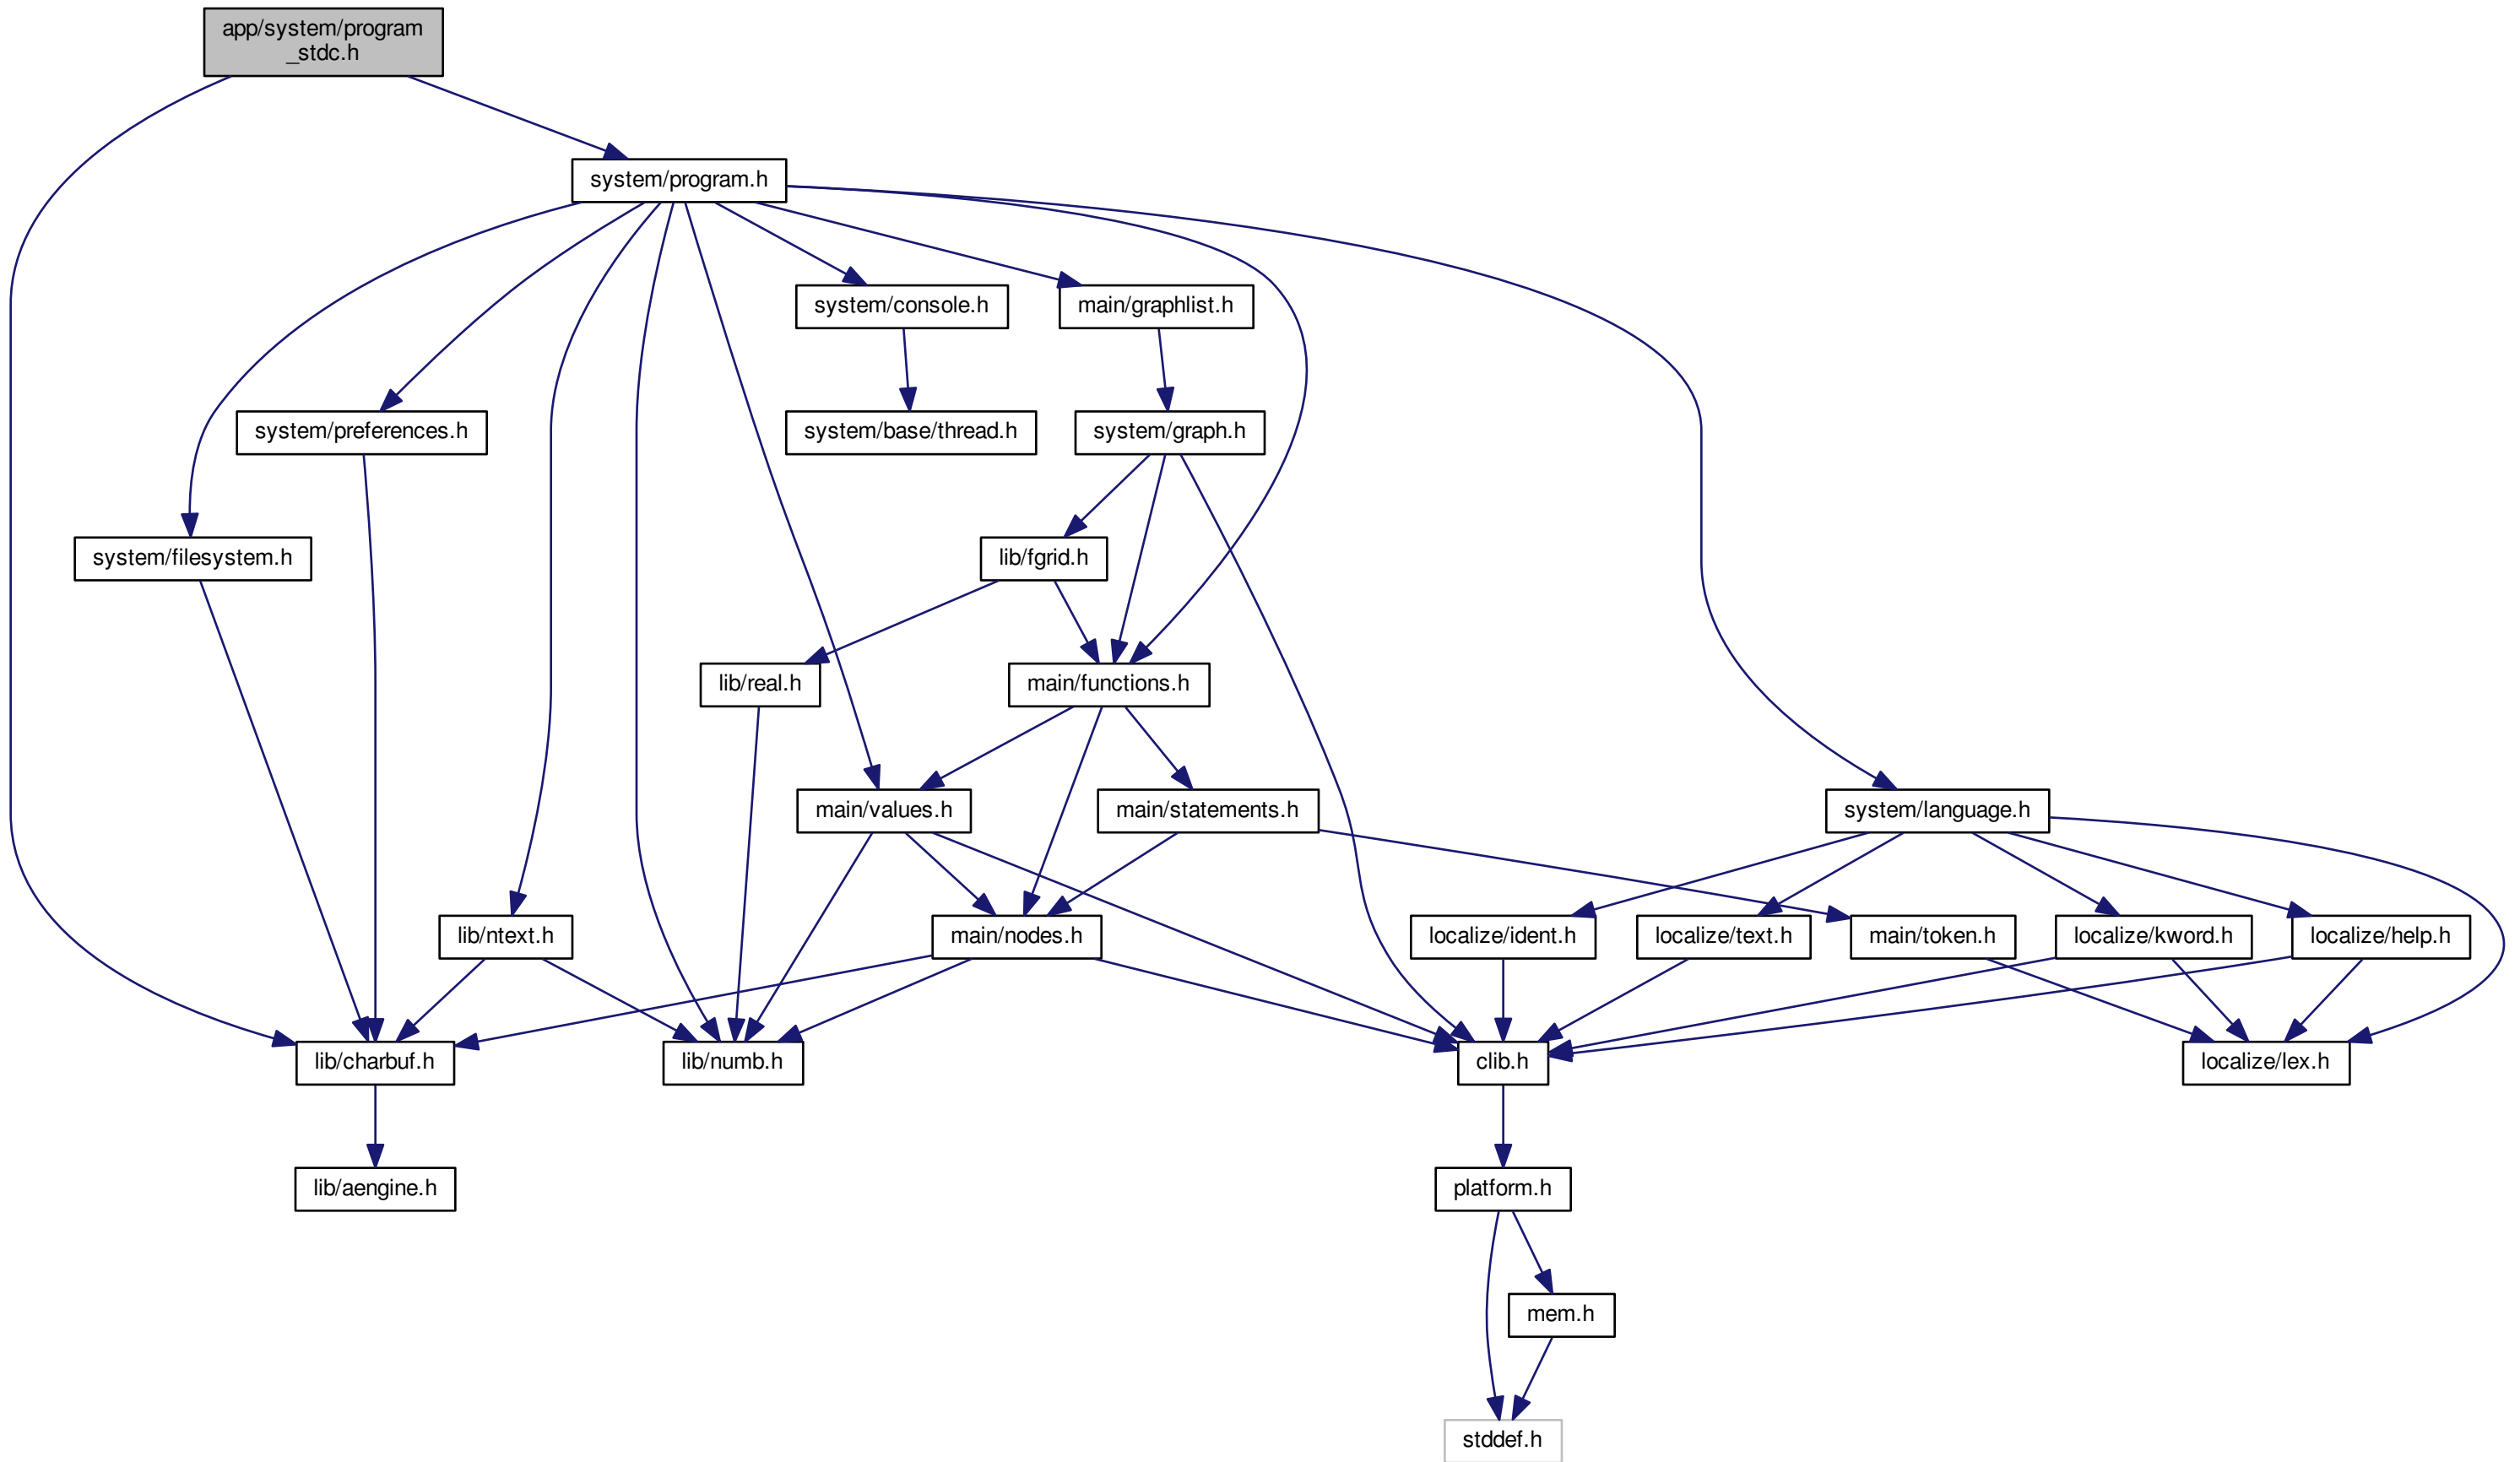 app/system/program
_stdc.h
system/program.h
system/console.h
main/graphlist.h
system/preferences.h
system/base/thread.h
system/graph.h
system/filesystem.h
lib/fgrid.h
lib/real.h
main/functions.h
main/values.h
main/statements.h
system/language.h
lib/ntext.h
main/nodes.h
localize/ident.h
localize/text.h
main/token.h
localize/kword.h
localize/help.h
lib/charbuf.h
lib/numb.h
clib.h
localize/lex.h
lib/aengine.h
platform.h
mem.h
stddef.h